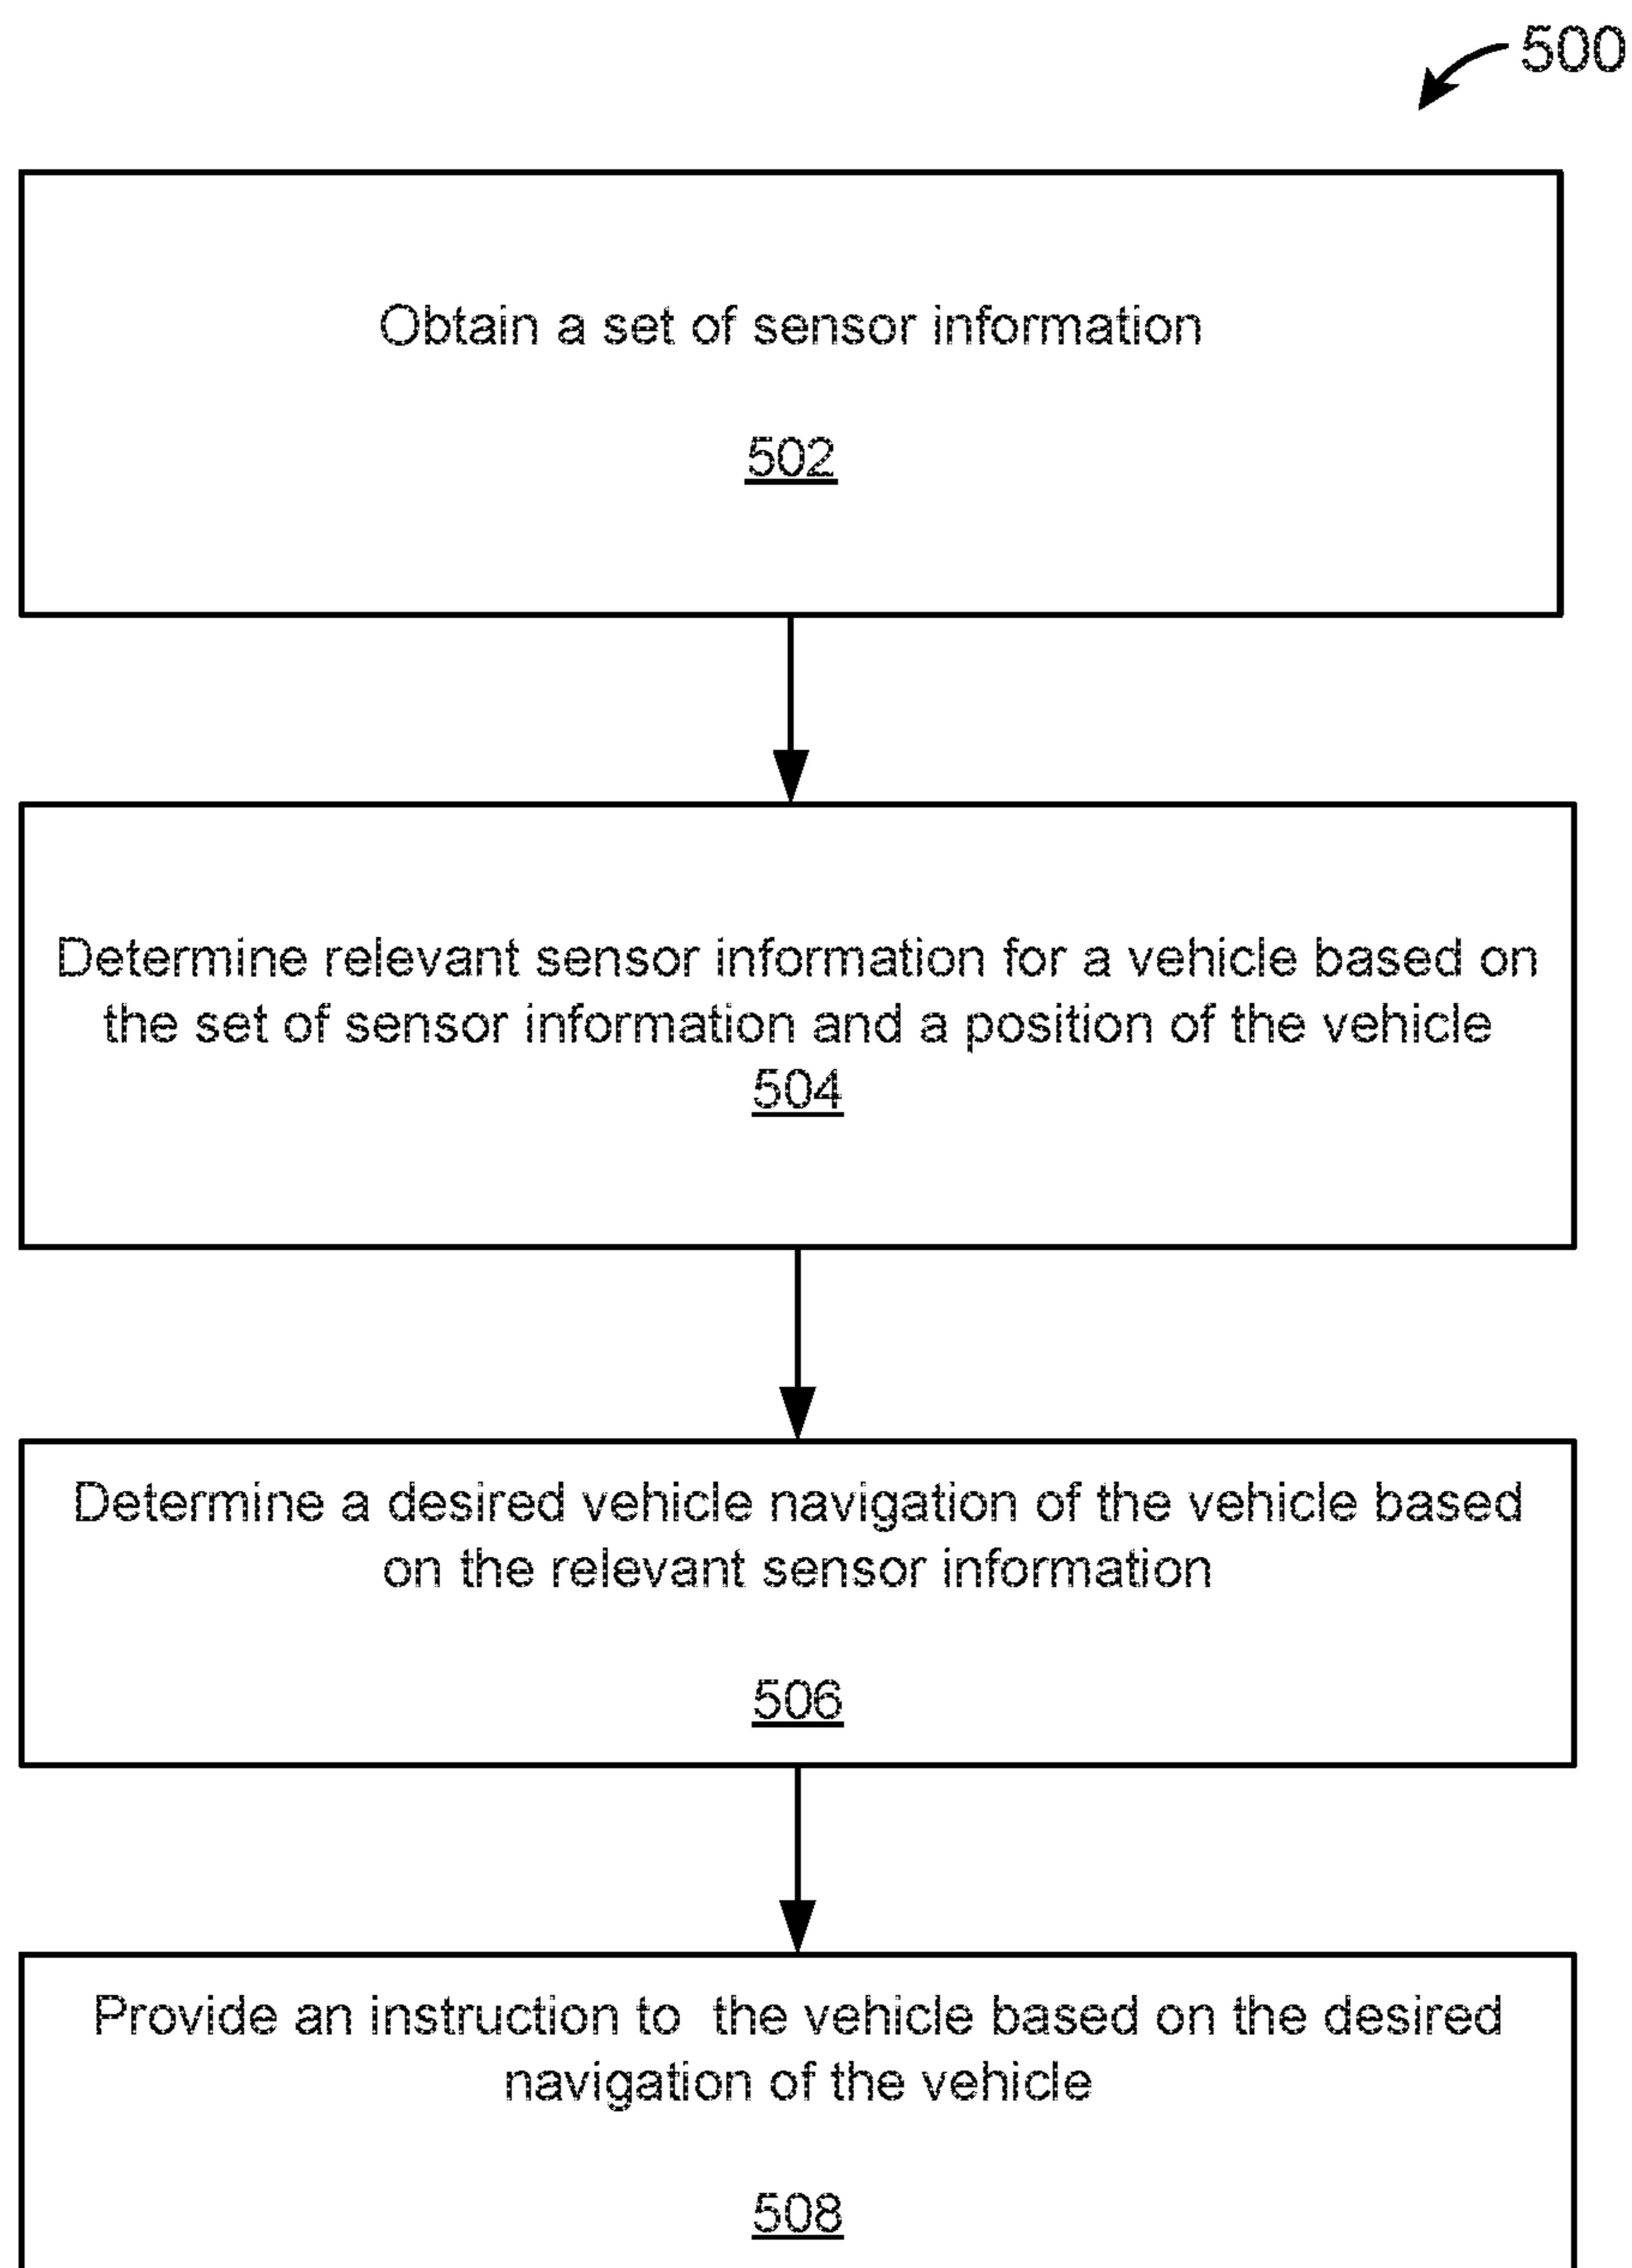 500
Obtain a set of sensor information
502
Determine relevant sensor information for a vehicle based on
the set of sensor information and a position of the vehicle
504
Determine a desired vehicle navigation of the vehicle based
on the relevant sensor information
506
Provide an instruction to  the vehicle based on the desired
navigation of the vehicle
508